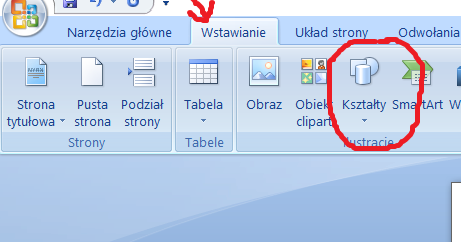 Narzędzia główne Wstawianie Układ strony Odwołania
Strona tytułowa
Pusta strona
Podział strony
Tabela
Obraz
Obiekt clipart
Kształty
SmartArt
W
Strony Tabele Ilustracje